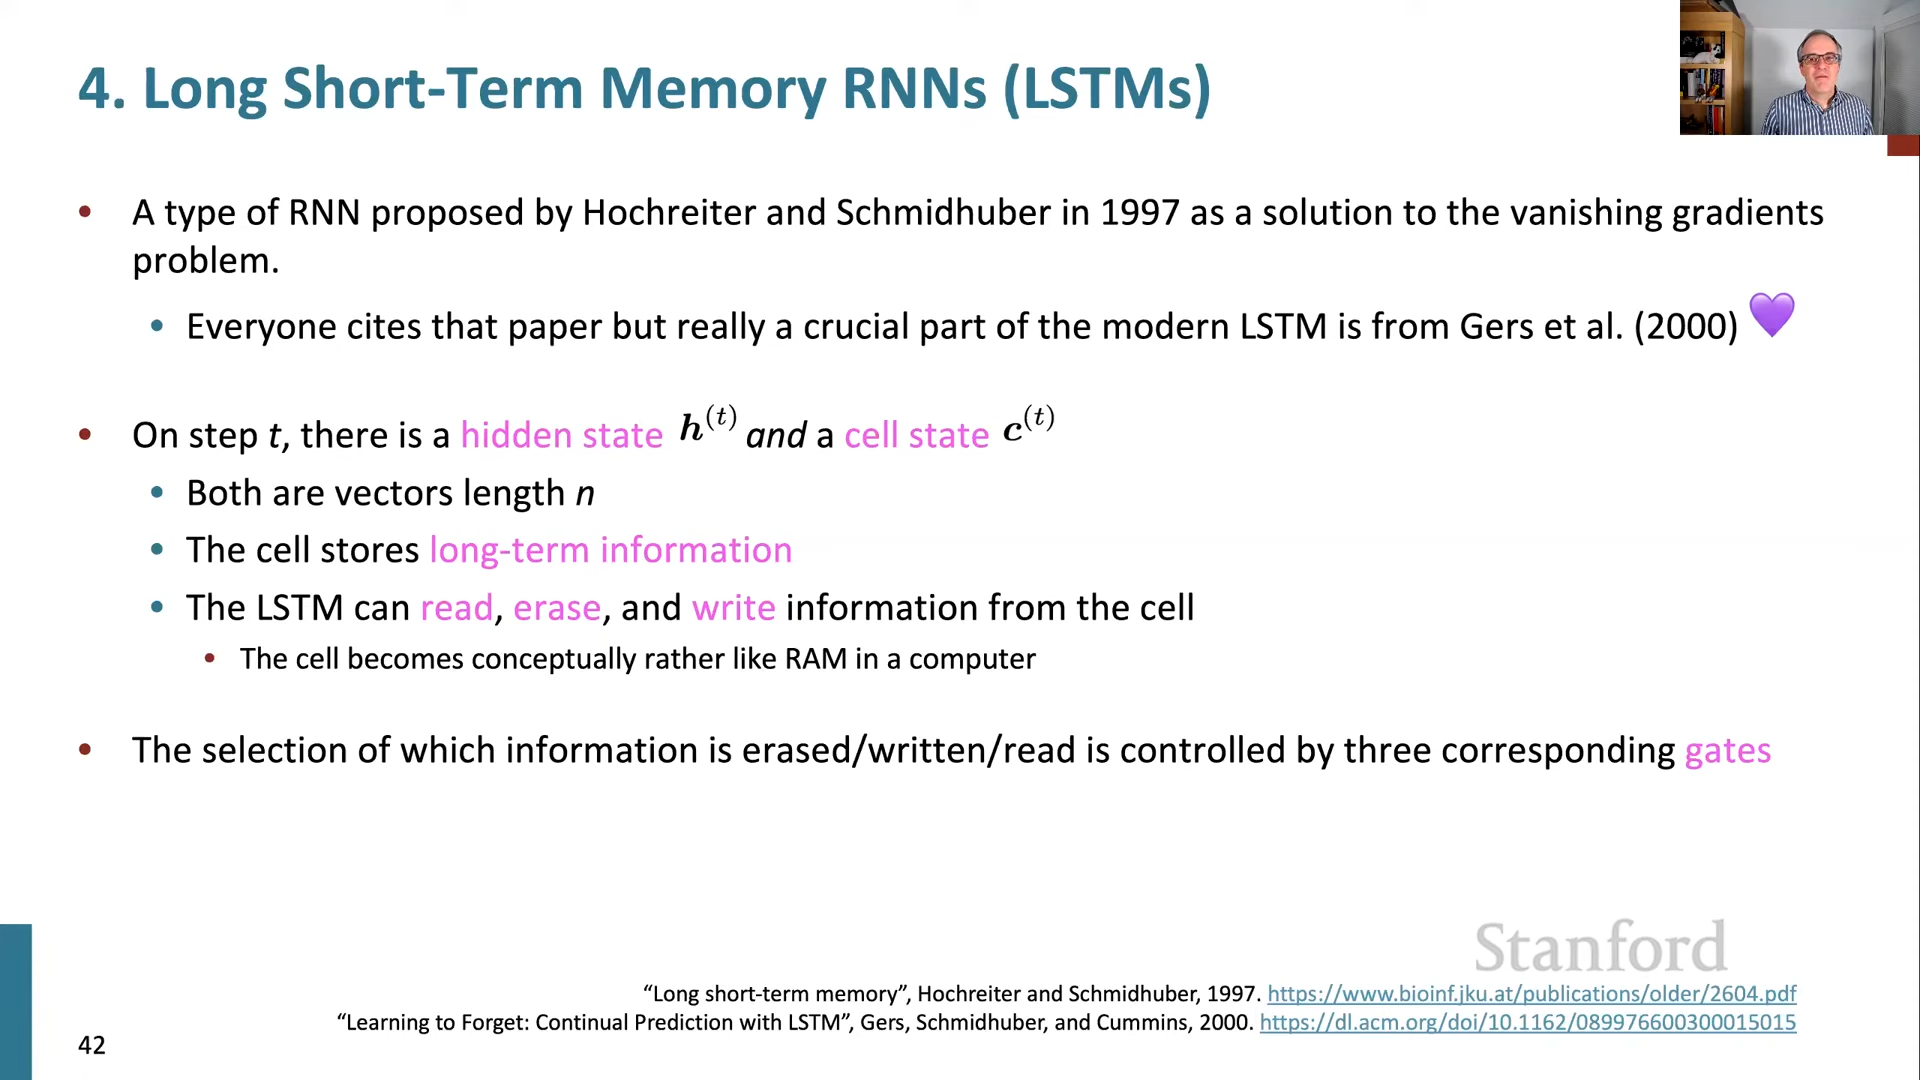 4. Long Short-Term Memory RNNs (LSTMs)
• A type of RNN proposed by Hochreiter and Schmidhuber in 1997 as a solution to the vanishing gradients
problem.
• Everyone cites that paper but really a crucial part of the modern LSTM is from Gers et al. (2000) 💜
• On step t, there is a hidden state h^(t) and a cell state c^(t)
• Both are vectors length n
• The cell stores long-term information
• The LSTM can read, erase, and write information from the cell
• The cell becomes conceptually rather like RAM in a computer
• The selection of which information is erased/written/read is controlled by three corresponding gates
Stanford
“Long short-term memory”, Hochreiter and Schmidhuber, 1997. https://www.bioinf.jku.at/publications/older/2604.pdf
“Learning to Forget: Continual Prediction with LSTM”, Gers, Schmidhuber, and Cummins, 2000. https://dl.acm.org/doi/10.1162/089976600300015015
42